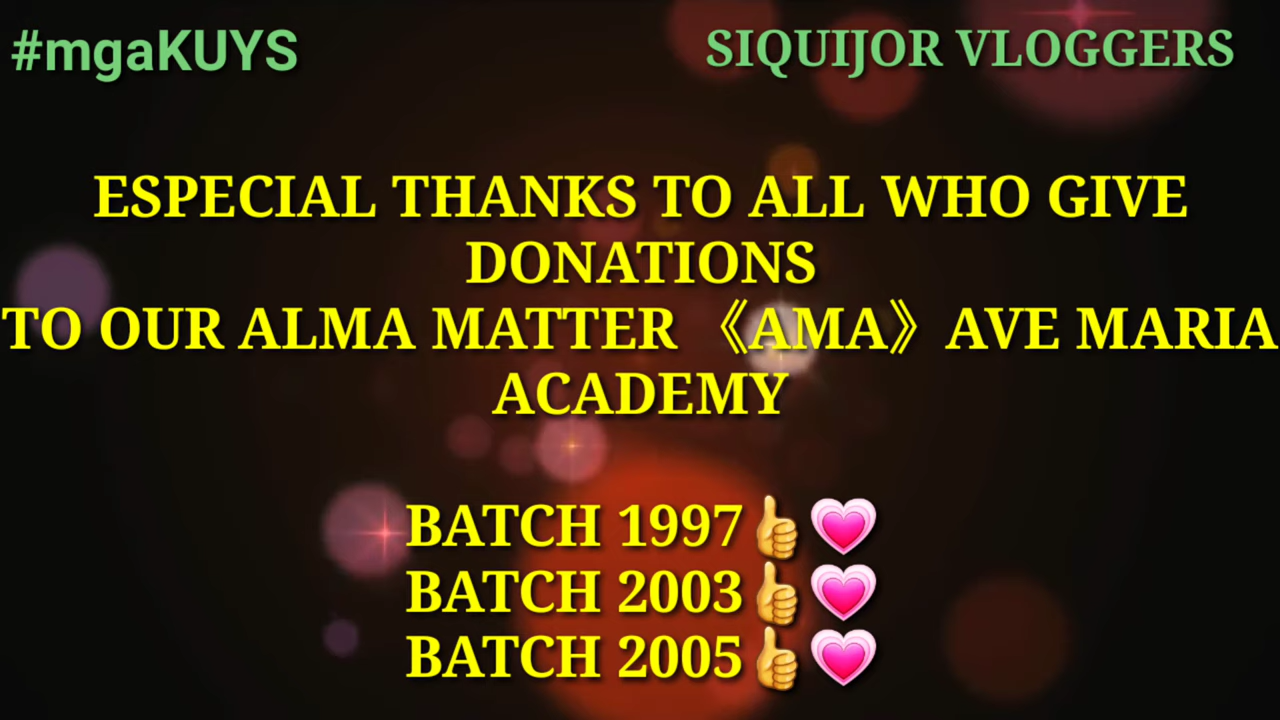 #mgaKUYS
SIQUIJOR VLOGGERS
ESPECIAL THANKS TO ALL WHO GIVE
DONATIONS
TO OUR ALMA MATTER 《AMA》AVE MARIA
ACADEMY
BATCH 1997👍💗
BATCH 2003👍💗
BATCH 2005👍💗